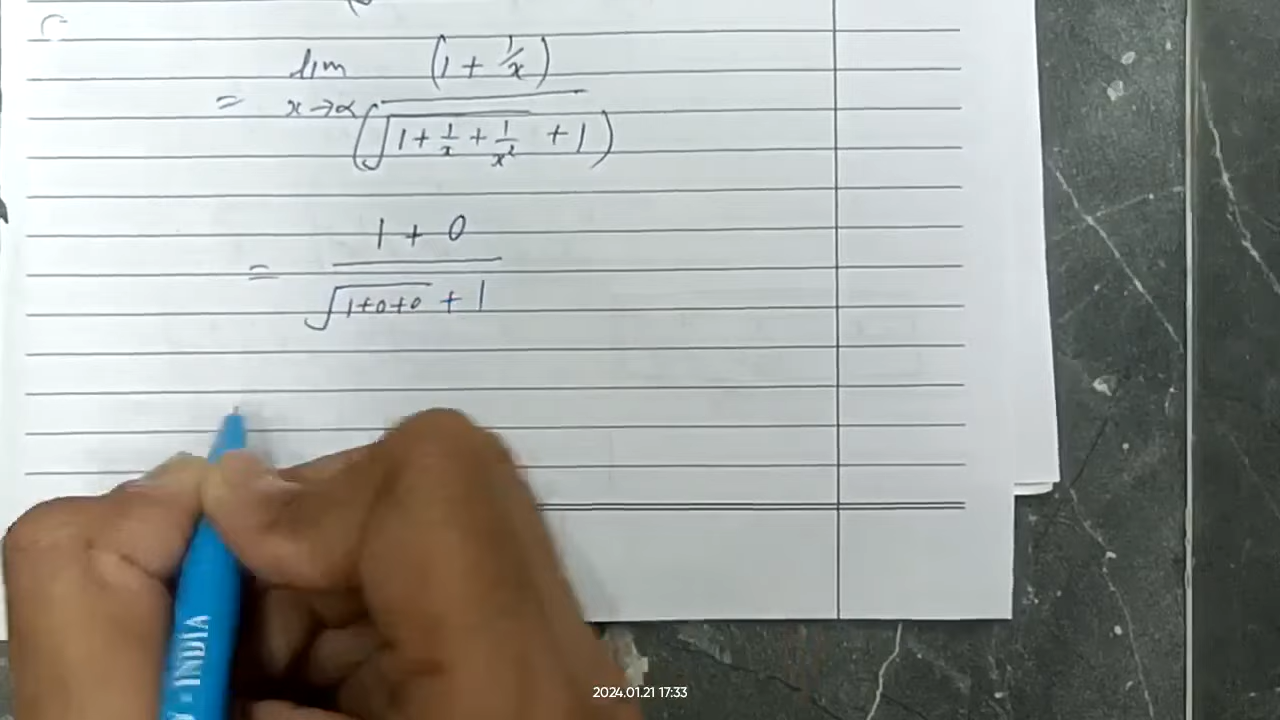 lim (1 + 1/x)
= x→∝ (√1 + 1/x + 1/x² + 1)
1 + 0
=
√1+0+0 + 1
INDIA
2024.01.21 17:33